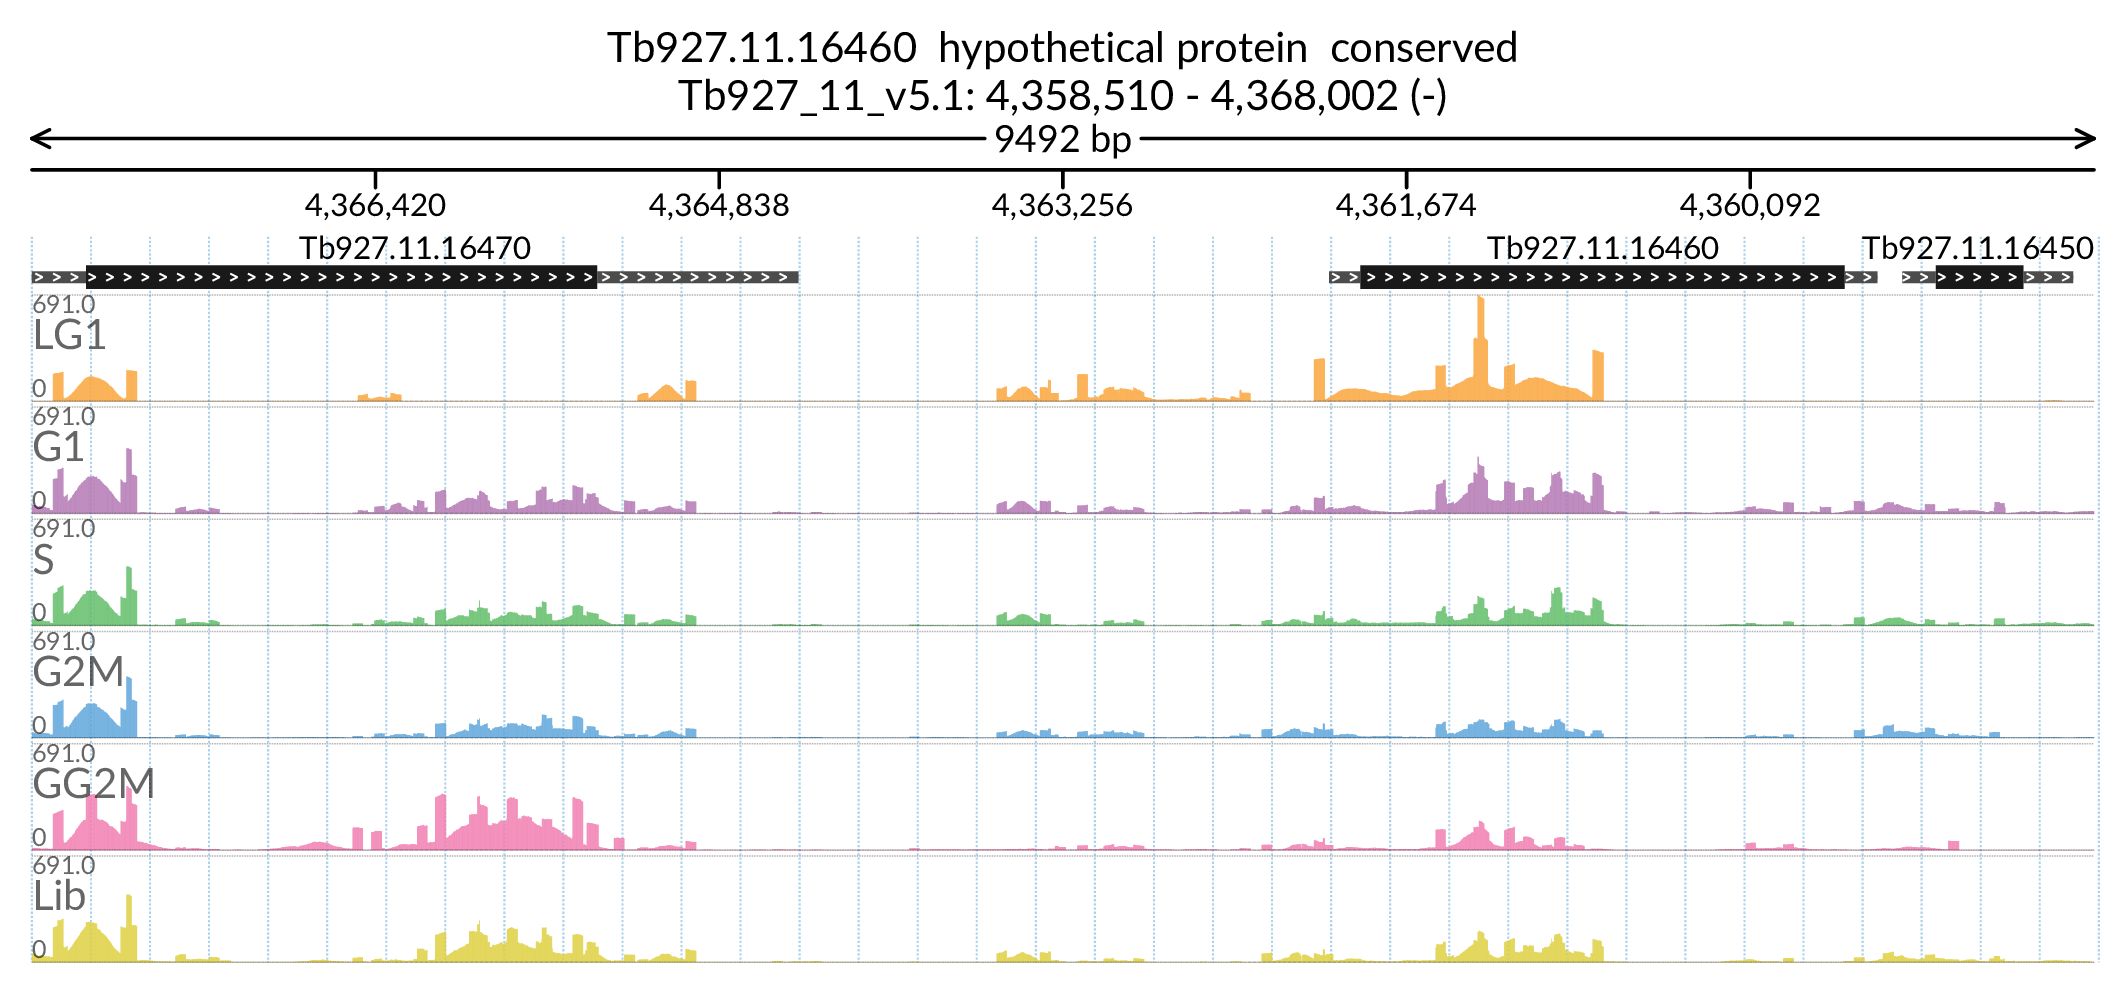 Tb927.11.16460  hypothetical protein  conserved
Tb927_11_v5.1: 4,358,510 - 4,368,002 (-)
9492 bp
4,366,420 4,364,838 4,363,256 4,361,674 4,360,092
Tb927.11.16470 Tb927.11.16460 Tb927.11.16450
691.0
LG1
0
691.0
G1
0
691.0
S
0
691.0
G2M
0
691.0
GG2M
0
691.0
Lib
0